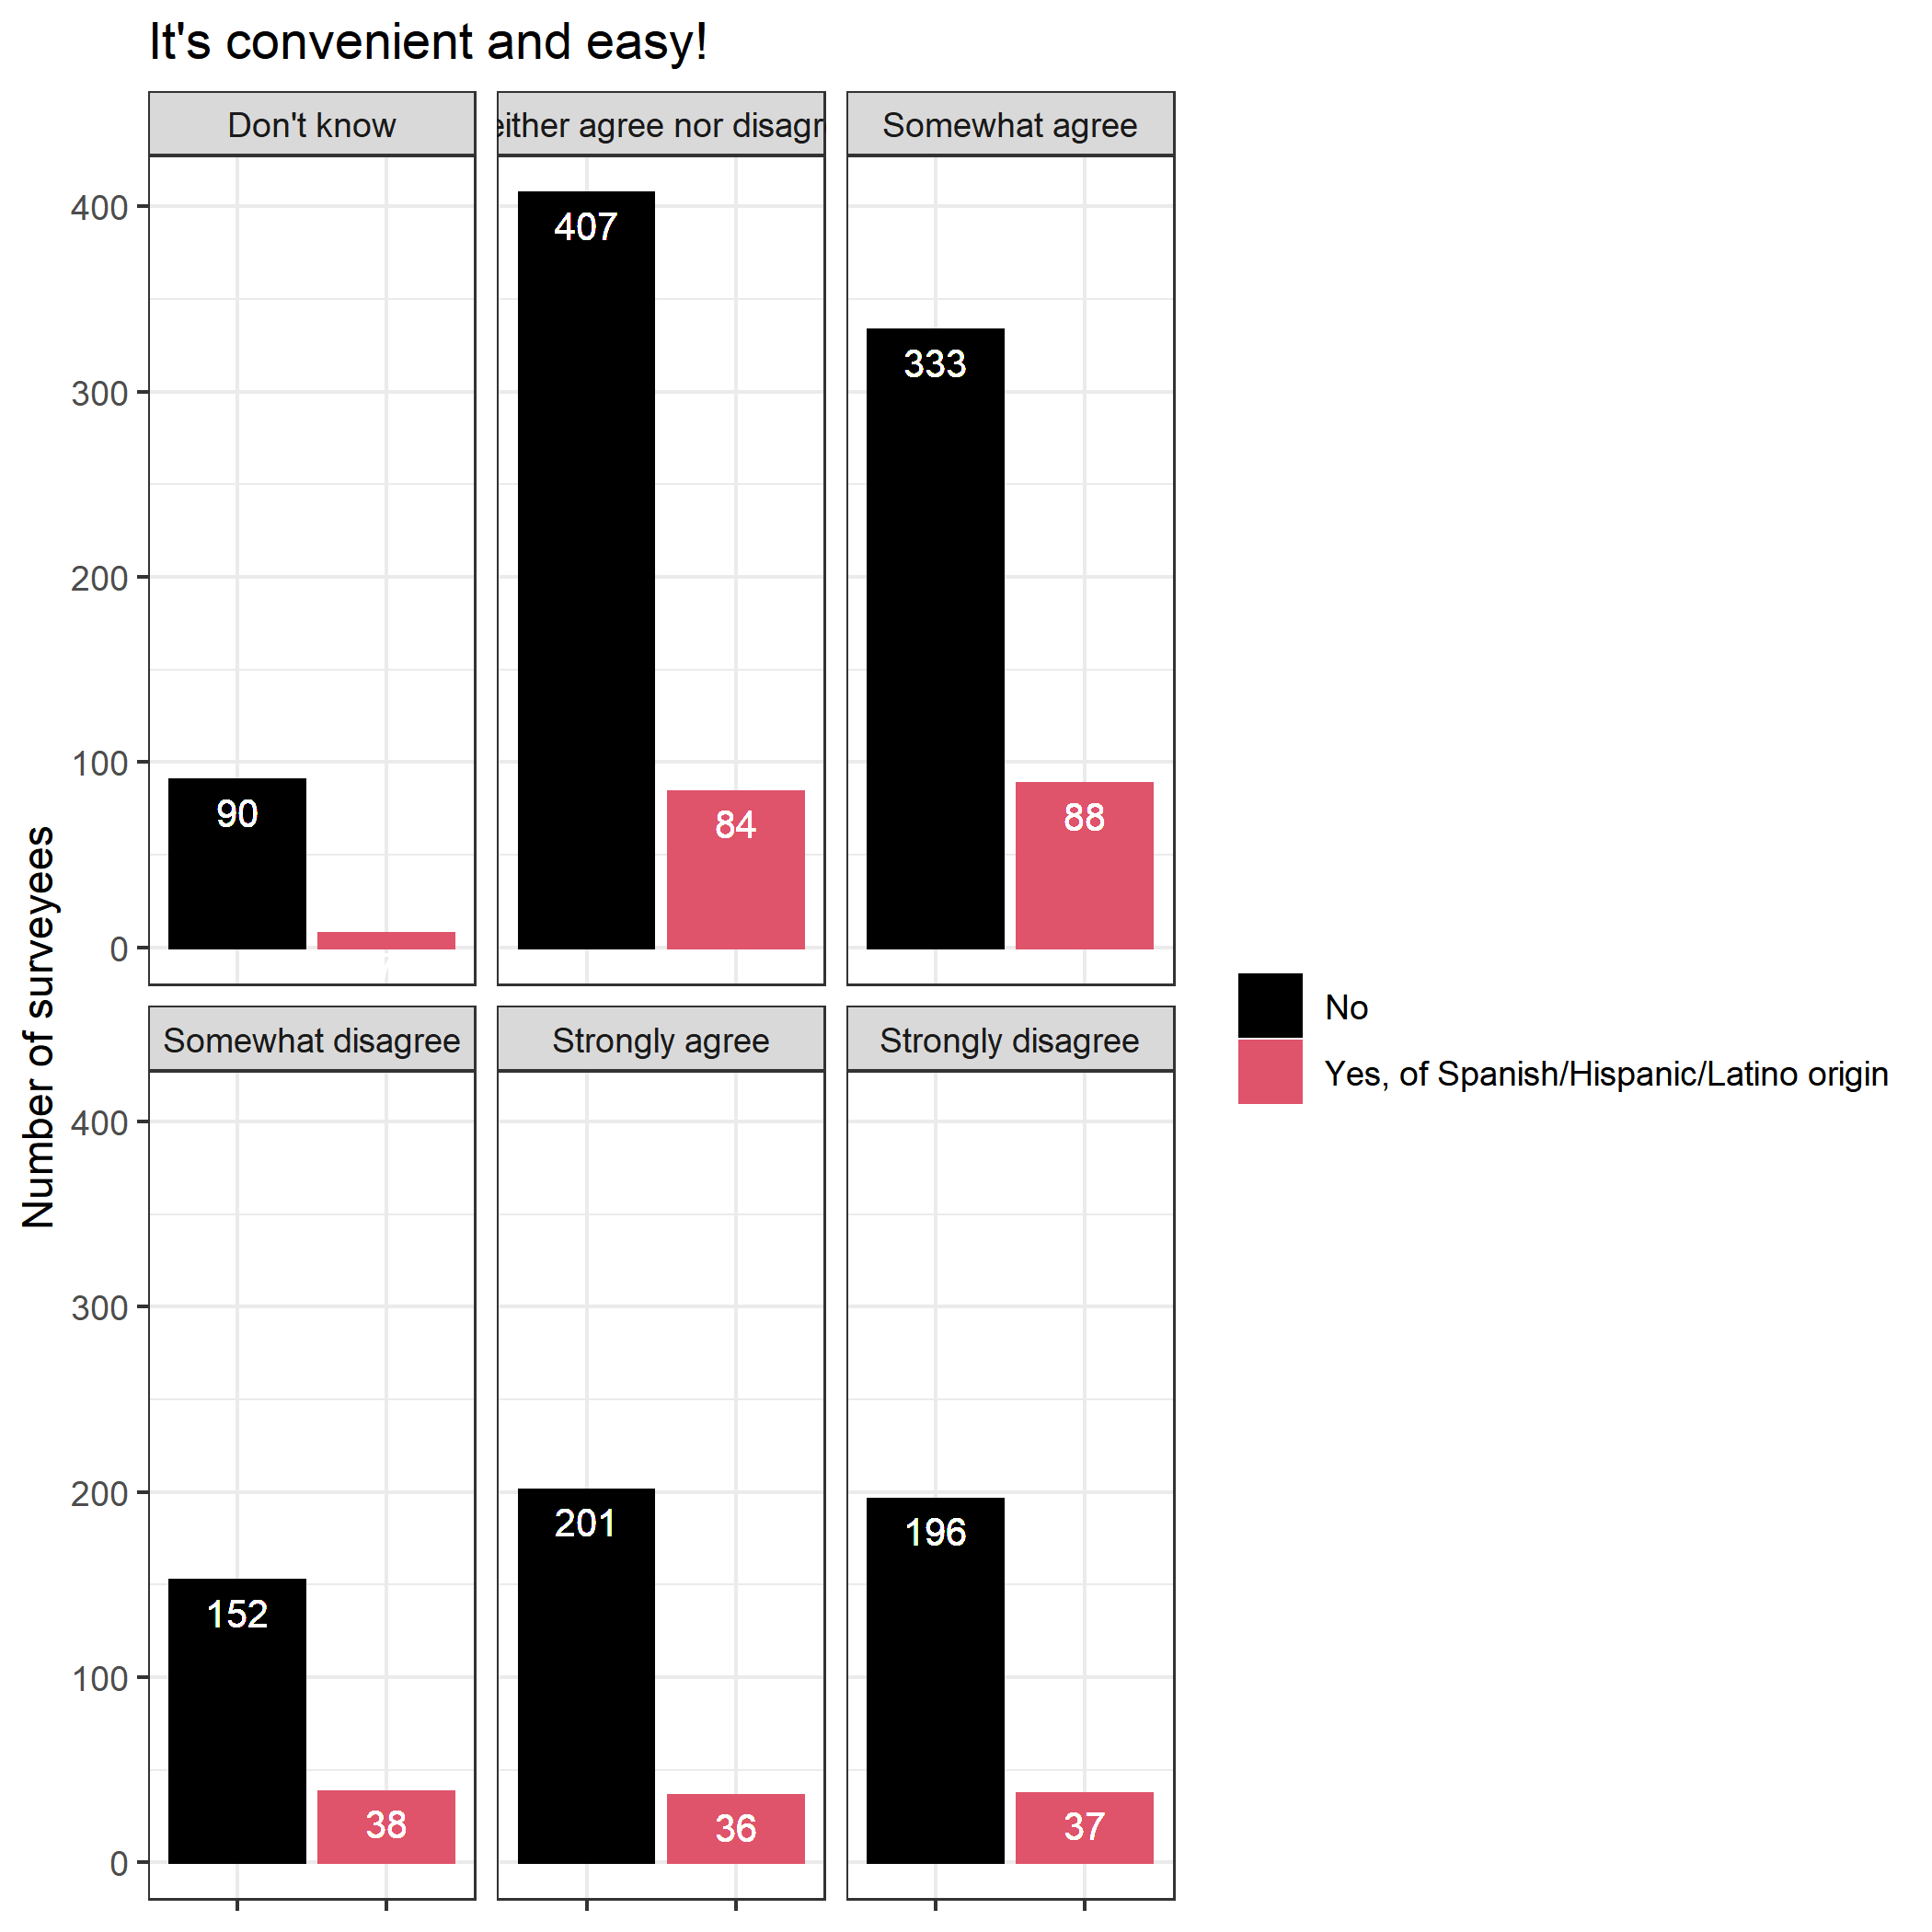 It's convenient and easy!
Don't know
either agree nor disagr
Somewhat agree
400
300
200
100
0
407
333
90
84
88
Number of surveyees
Somewhat disagree
Strongly agree
Strongly disagree
400
300
200
100
0
152
201
196
38
36
37
No
Yes, of Spanish/Hispanic/Latino origin